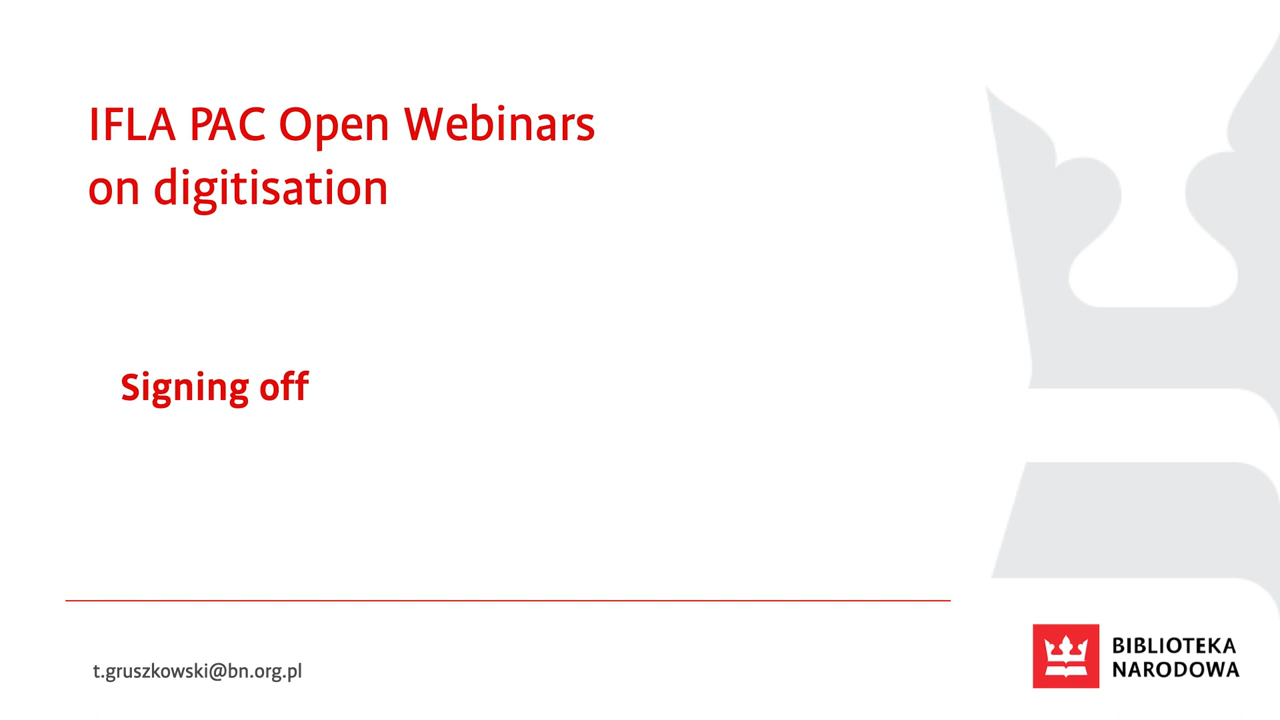 IFLA PAC Open Webinars
on digitisation
Signing off
t.gruszkowski@bn.org.pl
BIBLIOTEKA
NARODOWA